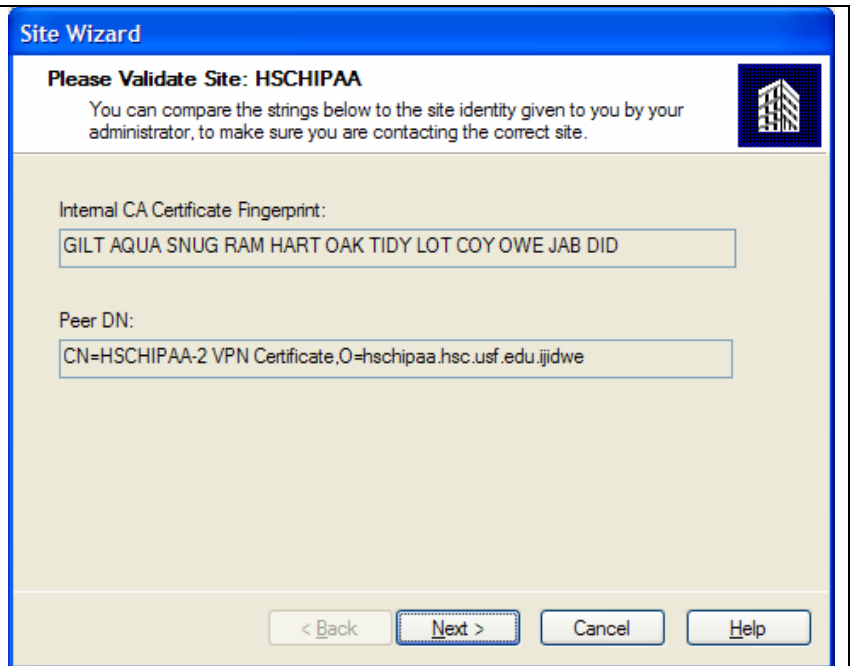 Site Wizard
Please Validate Site: HSCHIPAA
You can compare the strings below to the site identity given to you by your
administrator, to make sure you are contacting the correct site.
Internal CA Certificate Fingerprint:
GILT AQUA SNUG RAM HART OAK TIDY LOT COY OWE JAB DID
Peer DN:
CN=HSCHIPAA-2 VPN Certificate,O=hschipaa.hsc.usf.edu.ijidwe
< Back Next > Cancel Help